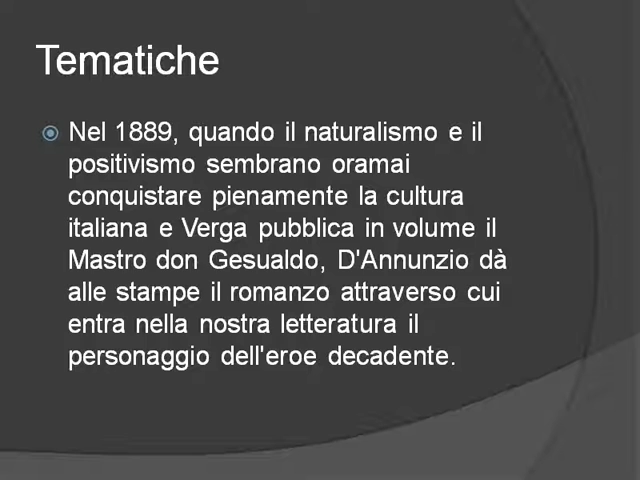 Tematiche
Nel 1889, quando il naturalismo e il
positivismo sembrano oramai
conquistare pienamente la cultura
italiana e Verga pubblica in volume il
Mastro don Gesualdo, D'Annunzio dà
alle stampe il romanzo attraverso cui
entra nella nostra letteratura il
personaggio dell'eroe decadente.